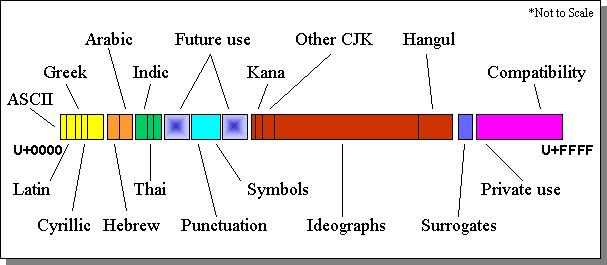 *Not to Scale
Arabic Future use Other CJK Hangul
Greek Indic Kana Compatibility
ASCII
U+0000 U+FFFF
Latin Thai Symbols Private use
Cyrillic Hebrew Punctuation Ideographs Surrogates